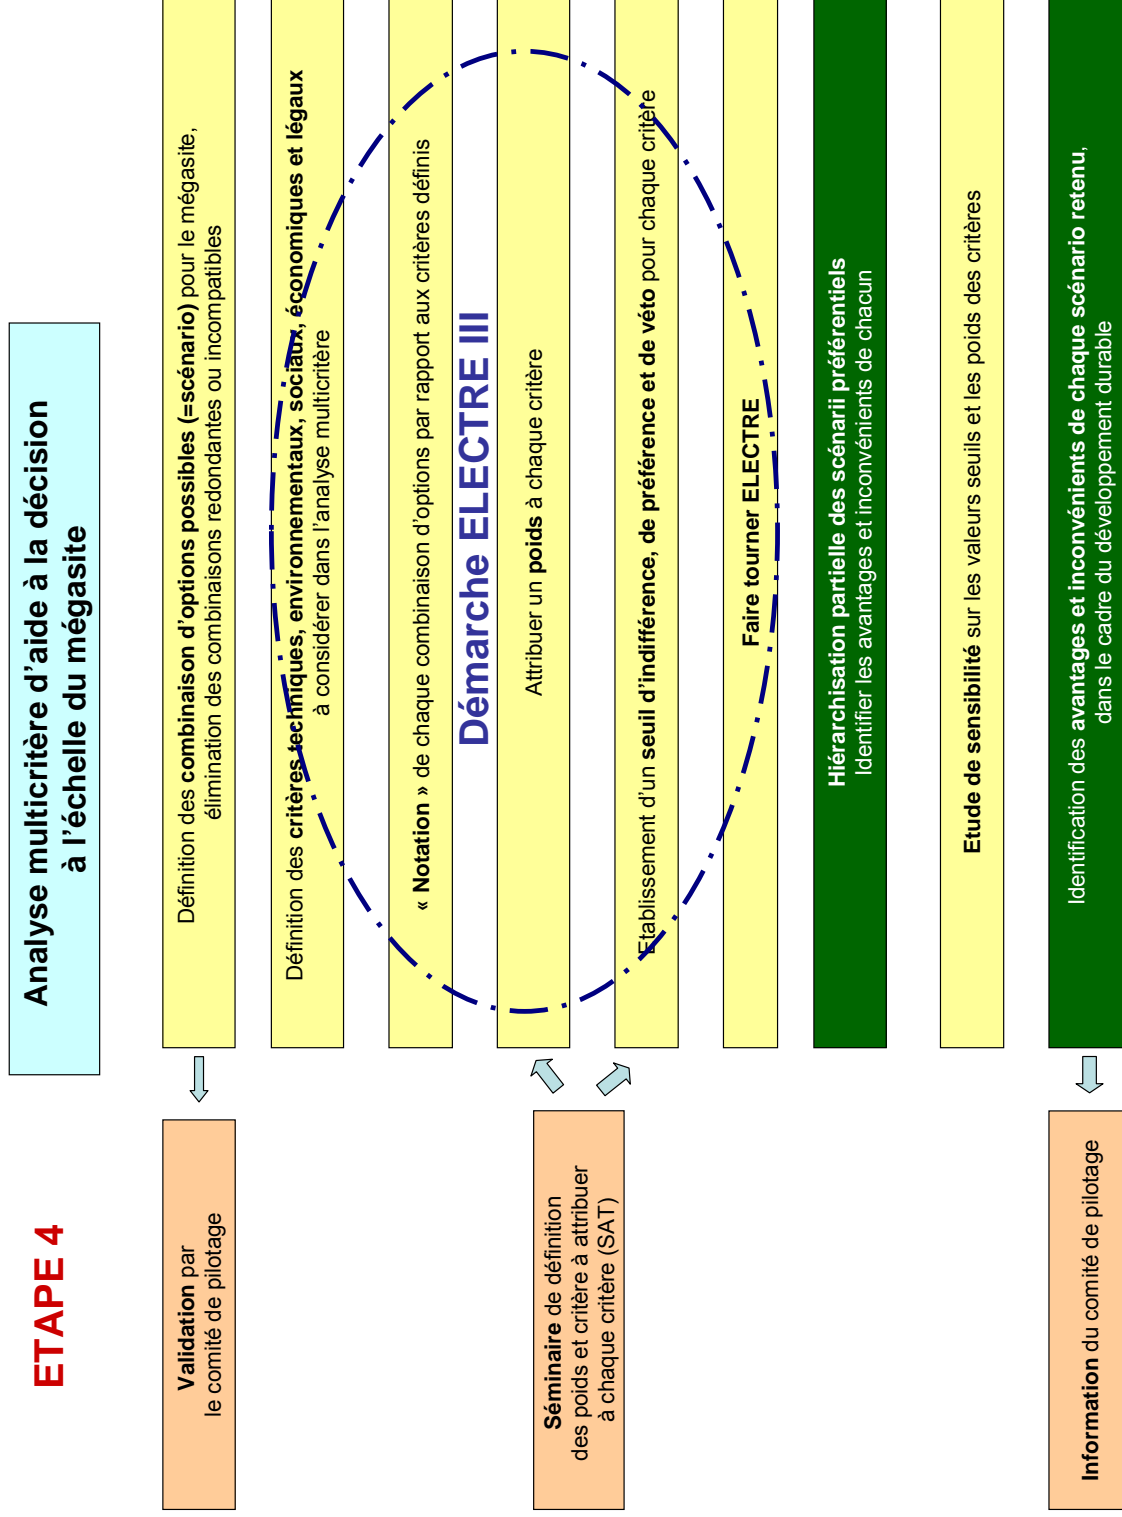 ETAPE 4
Analyse multicritère d'aide à la décision
à l'échelle du mégasite
Validation par
le comité de pilotage
Définition des combinaison d'options possibles (=scénario) pour le mégasite,
élimination des combinaisons redondantes ou incompatibles
Définition des critères techniques, environnementaux, sociaux, économiques et légaux
à considérer dans l'analyse multicritère
« Notation » de chaque combinaison d'options par rapport aux critères définis
Démarche ELECTRE III
Séminaire de définition
des poids et critère à attribuer
à chaque critère (SAT)
Attribuer un poids à chaque critère
Etablissement d'un seuil d'indifférence, de préférence et de véto pour chaque critère
Faire tourner ELECTRE
Hiérarchisation partielle des scénarii préférentiels
Identifier les avantages et inconvénients de chacun
Etude de sensibilité sur les valeurs seuils et les poids des critères
Information du comité de pilotage
Identification des avantages et inconvénients de chaque scénario retenu,
dans le cadre du développement durable